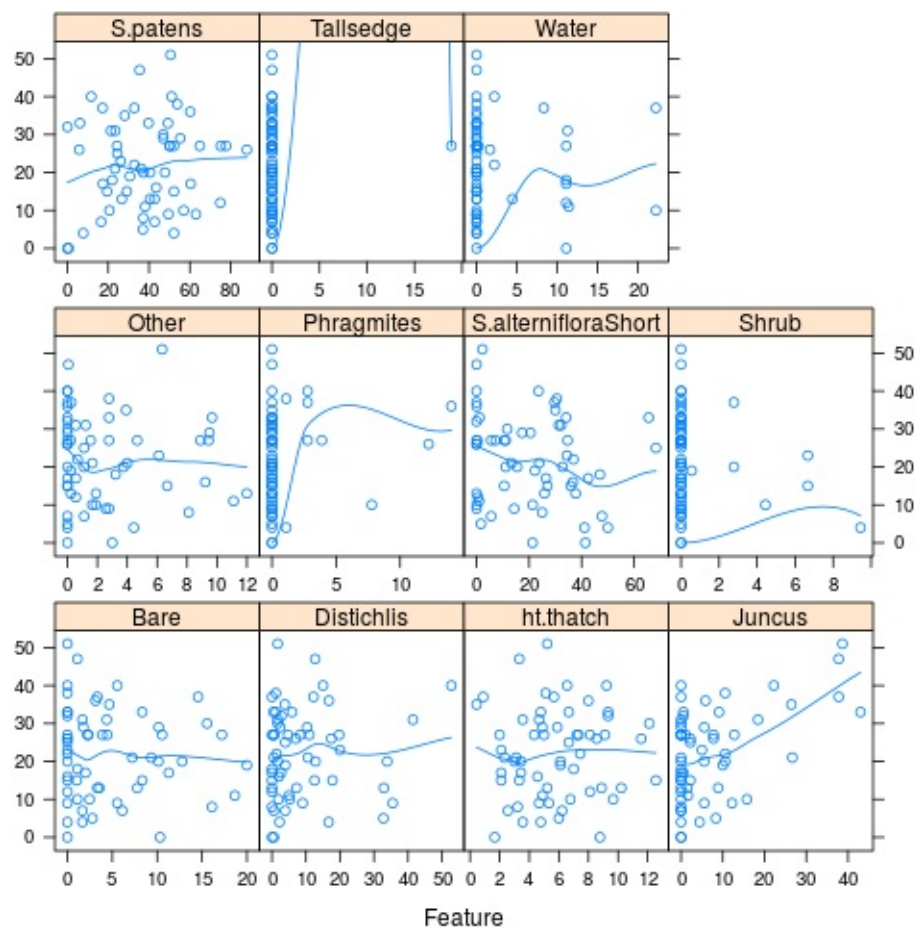 S.patens Tallsedge Water
50
40
30
20
10
0
0 20 40 60 80 0 5 10 15 20 0 5 10 15 20
Other Phragmites S.alternifloraShort Shrub
50
40
30
20
10
0
0 2 4 6 8 10 12 0 5 10 0 20 40 60 0 2 4 6 8 10
Bare Distichlis ht.thatch Juncus
50
40
30
20
10
0
0 5 10 15 20 0 10 20 30 40 50 0 2 4 6 8 10 12 0 10 20 30 40
Feature